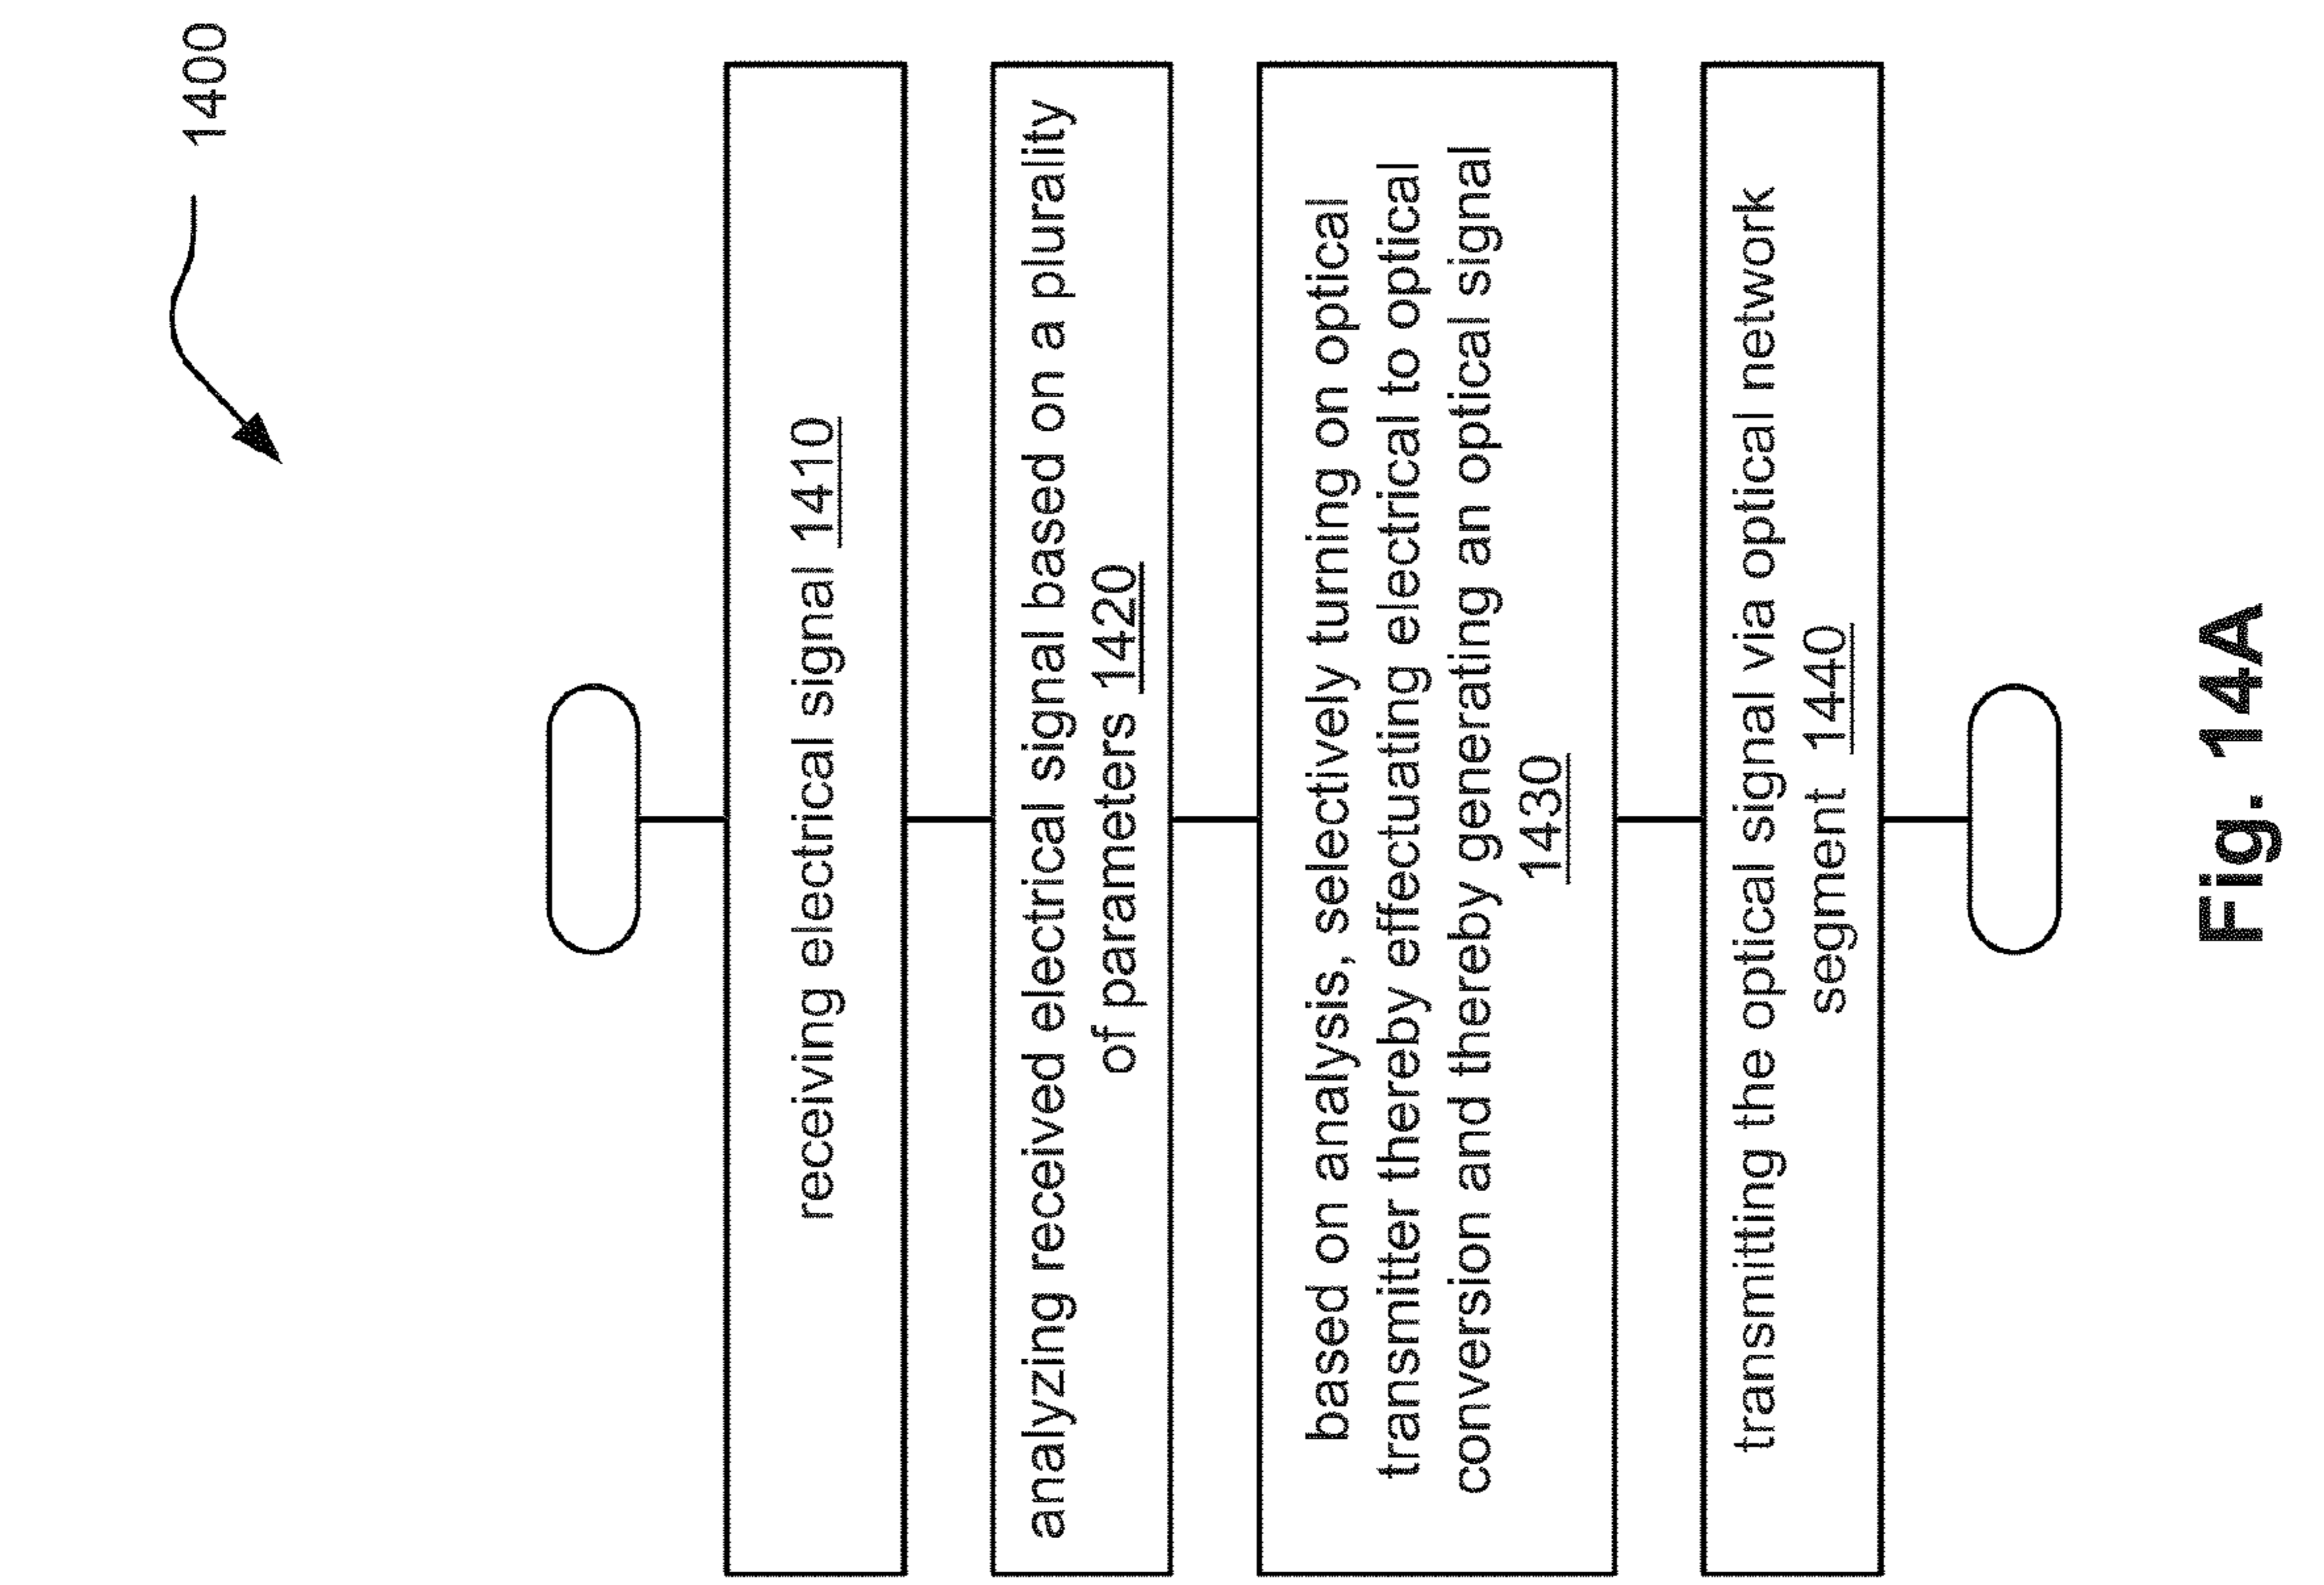 1400
receiving electrical signal 1410
analyzing received electrical signal based on a plurality
of parameters 1420
based on analysis, selectively turning on optical
transmitter thereby effectuating electrical to optical
conversion and thereby generating an optical signal
1430
transmitting the optical signal via optical network
segment 1440
Fig. 14A